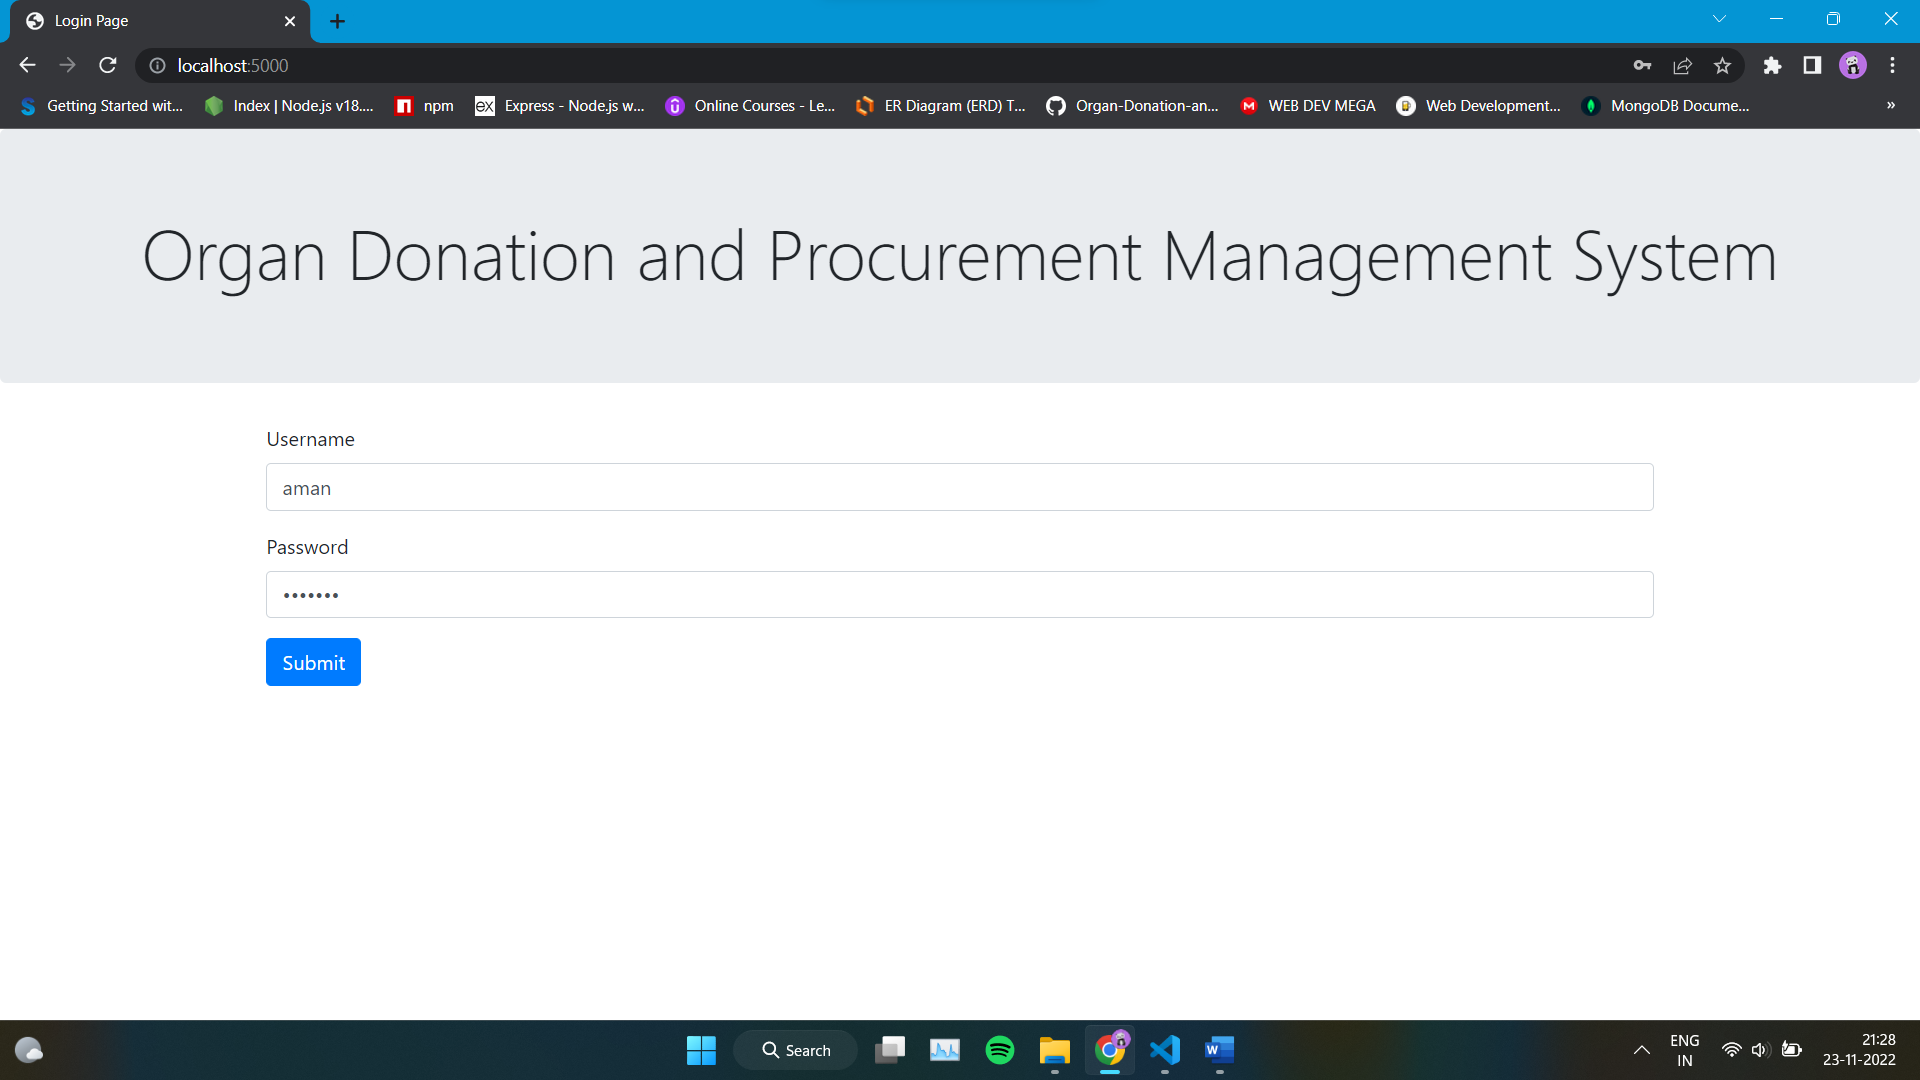 Login Page
localhost:5000
Getting Started wit...
Index | Node.js v18....
npm
ex
Express - Node.js w...
Online Courses - Le...
ER Diagram (ERD) T...
Organ-Donation-an...
M
WEB DEV MEGA
Web Development...
MongoDB Docume...
»
Organ Donation and Procurement Management System
Username
aman
Password
•••••••
Submit
Search
W
ENG
IN
21:28
23-11-2022